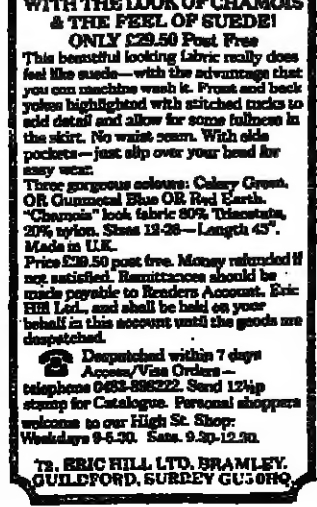 WITH THE LOOK OF CHAMOIS
& THE FEEL OF SUEDE!
ONLY £29.50 Post Free
This beautiful looking fabric really does
feel like suede—with the advantage that
you can machine wash it. Front and back
yokes highlighted with stitched tucks to
add detail and allow for some fullness in
the skirt. No waist seam. With side
pockets—just slip over your head for
easy wear.
Three gorgeous colours: Celery Green,
OR Gunmetal Blue OR Red Earth.
"Chamois" look fabric 80% Triacetate,
20% nylon. Sizes 12-26—Length 45".
Made in U.K.
Price £29.50 post free. Money refunded if
not satisfied. Remittances should be
made payable to Readers Account, Eric
Hill Ltd., and shall be held on your
behalf in this account until the goods are
despatched.
Despatched within 7 days
Access/Visa Orders—
telephone 0483-898222. Send 12½p
stamp for Catalogue. Personal shoppers
welcome to our High St. Shop:
Weekdays 9-5.30. Sats. 9.30-12.30.
72, ERIC HILL LTD, BRAMLEY,
GUILDFORD, SURREY GU5 0HQ.